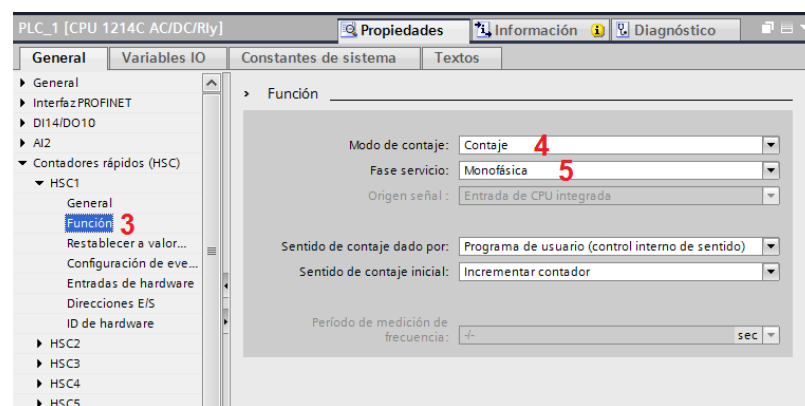 PLC_1 [CPU 1214C AC/DC/Rly]
Propiedades
Información
Diagnóstico
General
Variables IO
Constantes de sistema
Textos
General
Interfaz PROFINET
DI14/DO10
AI2
Contadores rápidos (HSC)
HSC1
General
Función 3
Restablecer a valor...
Configuración de eve...
Entradas de hardware
Direcciones E/S
ID de hardware
HSC2
HSC3
HSC4
HSC5
Función
Modo de contaje: Contaje 4
Fase servicio: Monofásica 5
Origen señal : Entrada de CPU integrada
Sentido de contaje dado por: Programa de usuario (control interno de sentido)
Sentido de contaje inicial: Incrementar contador
Período de medición de
frecuencia: -/- sec